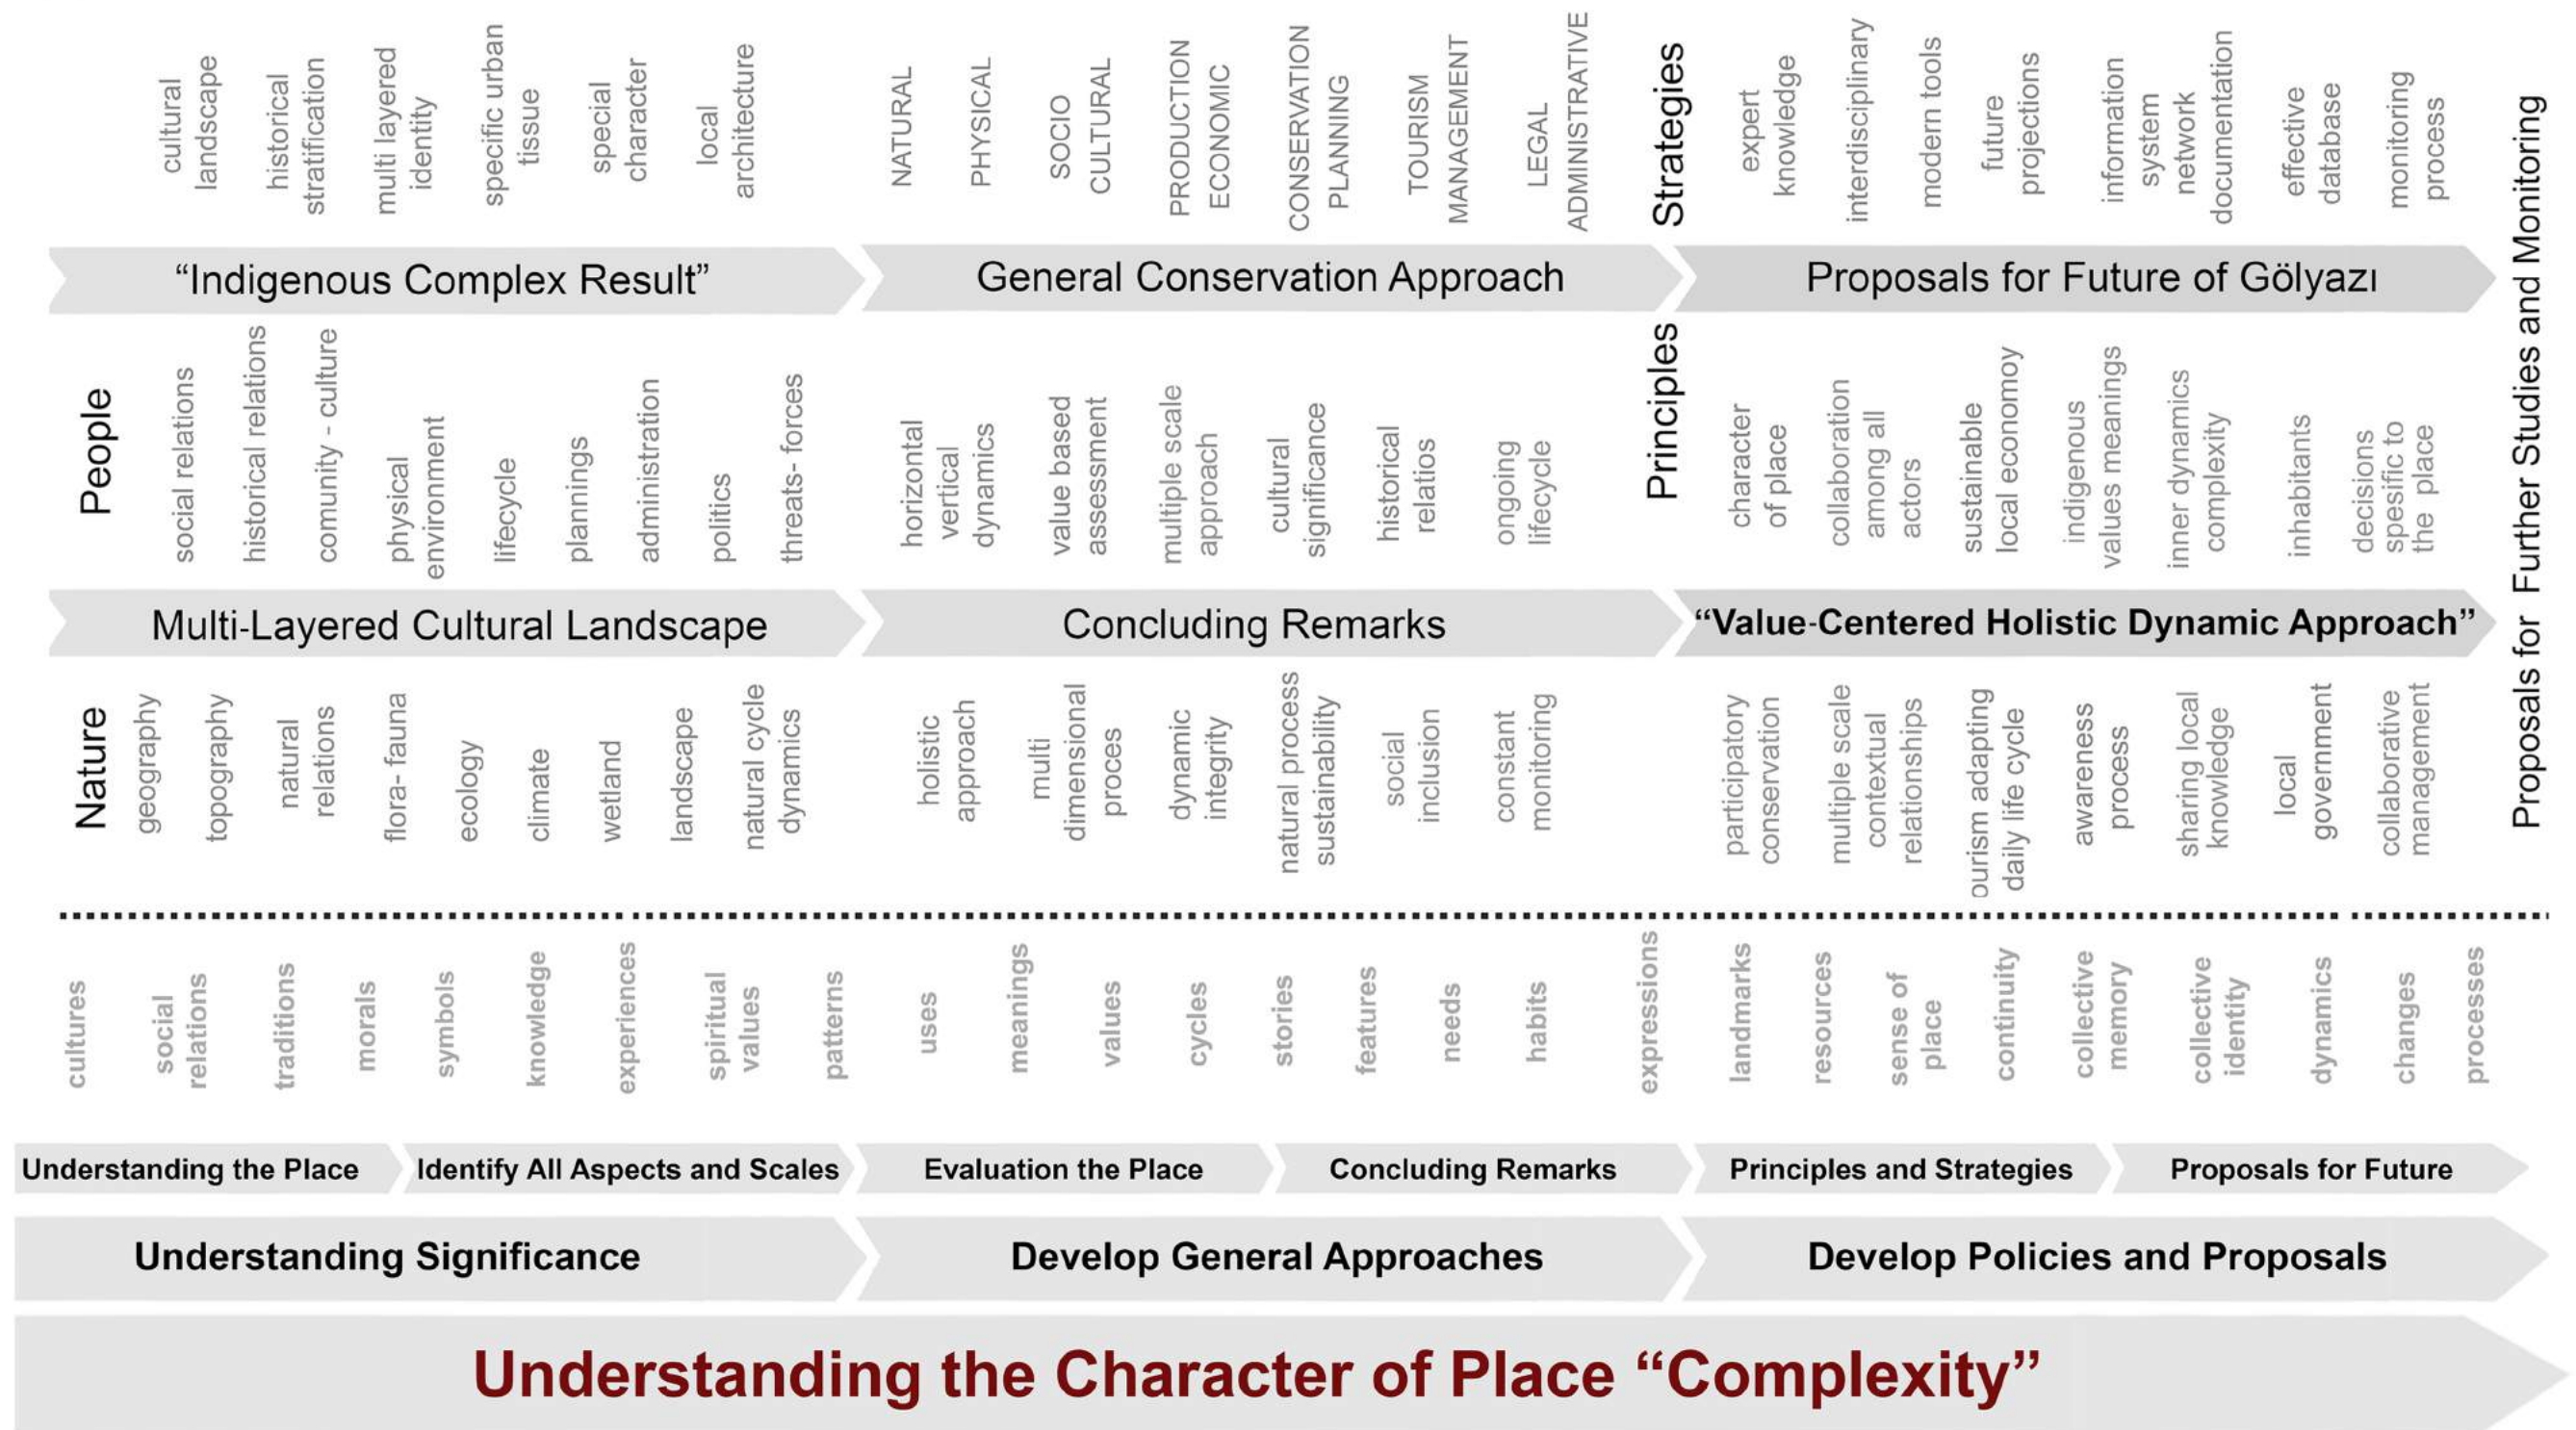 cultural
landscape
historical
stratification
multi layered
identity
specific urban
tissue
special
character
local
architecture
NATURAL
PHYSICAL
SOCIO
CULTURAL
PRODUCTION
ECONOMIC
CONSERVATION
PLANNING
TOURISM
MANAGEMENT
LEGAL
ADMINISTRATIVE
Strategies
expert
knowledge
interdisciplinary
modern tools
future
projections
information
system
network
documentation
effective
database
monitoring
process
“Indigenous Complex Result”
General Conservation Approach
Proposals for Future of Gölyazı
People
social relations
historical relations
comunity - culture
physical
environment
lifecycle
plannings
administration
politics
threats- forces
horizontal
vertical
dynamics
value based
assessment
multiple scale
approach
cultural
significance
historical
relatios
ongoing
lifecycle
Principles
character
of place
collaboration
among all
actors
sustainable
local economoy
indigenous
values meanings
inner dynamics
complexity
inhabitants
decisions
spesific to
the place
Multi-Layered Cultural Landscape
Concluding Remarks
“Value-Centered Holistic Dynamic Approach”
Nature
geography
topography
natural
relations
flora- fauna
ecology
climate
wetland
landscape
natural cycle
dynamics
holistic
approach
multi
dimensional
proces
dynamic
integrity
natural process
sustainability
social
inclusion
constant
monitoring
participatory
conservation
multiple scale
contextual
relationships
ourism adapting
daily life cycle
awareness
process
sharing local
knowledge
local
government
collaborative
management
Proposals for Further Studies and Monitoring
cultures
social
relations
traditions
morals
symbols
knowledge
experiences
spiritual
values
patterns
uses
meanings
values
cycles
stories
features
needs
habits
expressions
landmarks
resources
sense of
place
continuity
collective
memory
collective
identity
dynamics
changes
processes
Understanding the Place
Identify All Aspects and Scales
Evaluation the Place
Concluding Remarks
Principles and Strategies
Proposals for Future
Understanding Significance
Develop General Approaches
Develop Policies and Proposals
Understanding the Character of Place “Complexity”